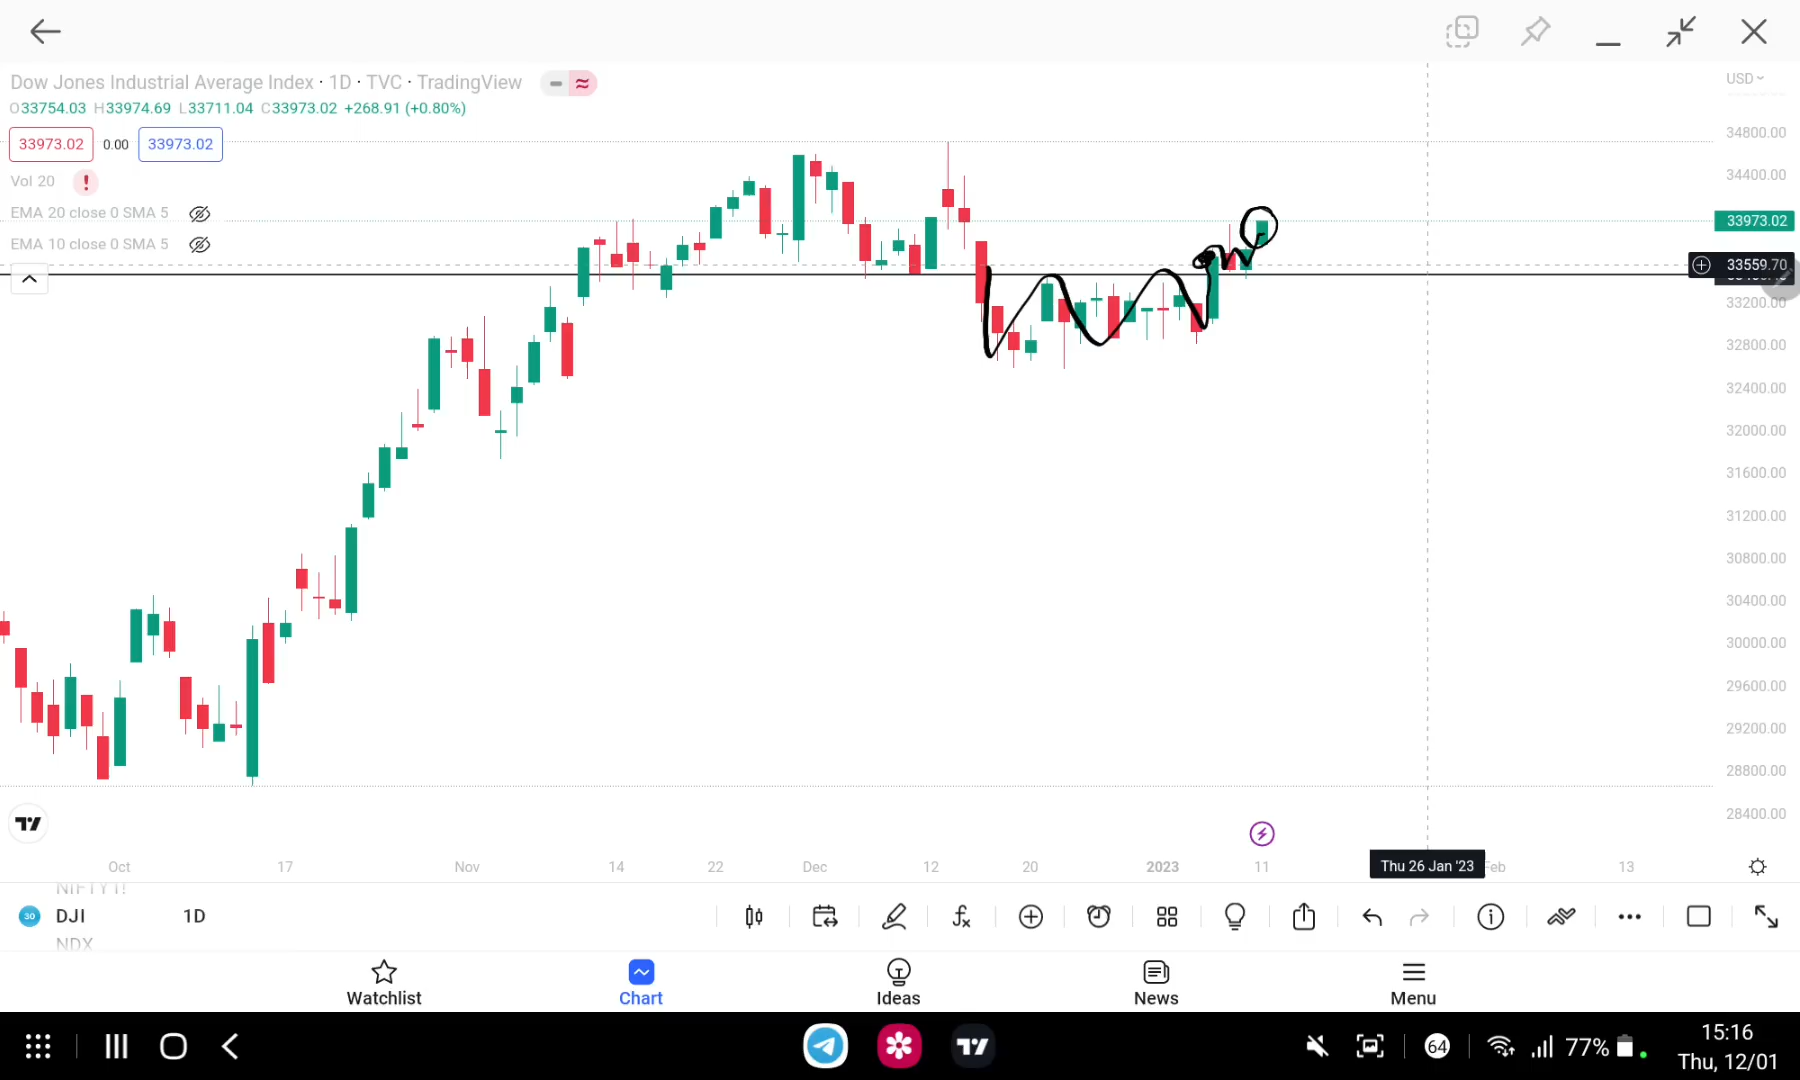 Dow Jones Industrial Average Index · 1D · TVC · TradingView
USD
O33754.03 H33974.69 L33711.04 C33973.02 +268.91 (+0.80%)
33973.02 0.00 33973.02
Vol 20
EMA 20 close 0 SMA 5
EMA 10 close 0 SMA 5
34800.00
34400.00
33973.02
33559.70
33200.00
32800.00
32400.00
32000.00
31600.00
31200.00
30800.00
30400.00
30000.00
29600.00
29200.00
28800.00
28400.00
Oct 17 Nov 14 22 Dec 12 20 2023 11 Thu 26 Jan '23 Feb 13
NIFTY1!
30 DJI 1D
NDX
Watchlist Chart Ideas News Menu
64 77% 15:16
Thu, 12/01